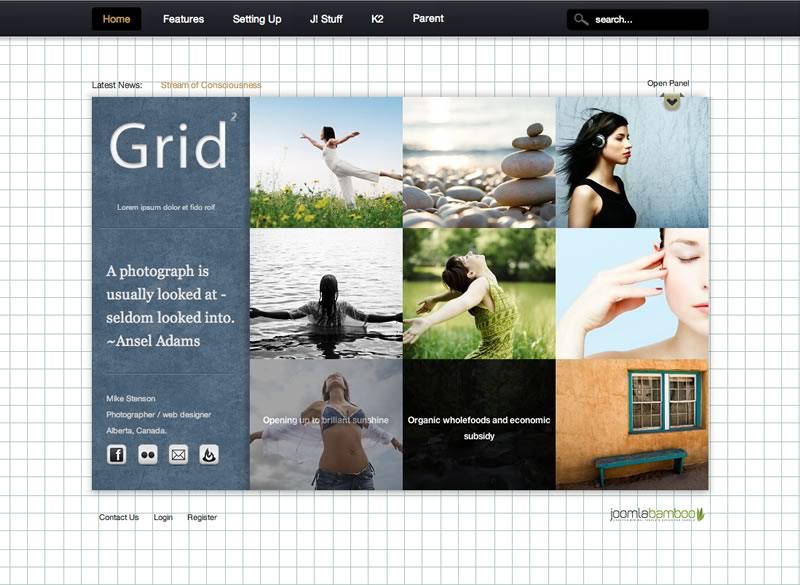 Home Features Setting Up J! Stuff K2 Parent search...
Latest News: Stream of Consciousness Open Panel
Grid 2
Lorem ipsum dolor et fido rolf
A photograph is
usually looked at -
seldom looked into.
~Ansel Adams
Mike Stenson
Photographer / web designer
Alberta, Canada.
f
Opening up to brilliant sunshine
Organic wholefoods and economic
subsidy
Contact Us Login Register
joomlabamboo